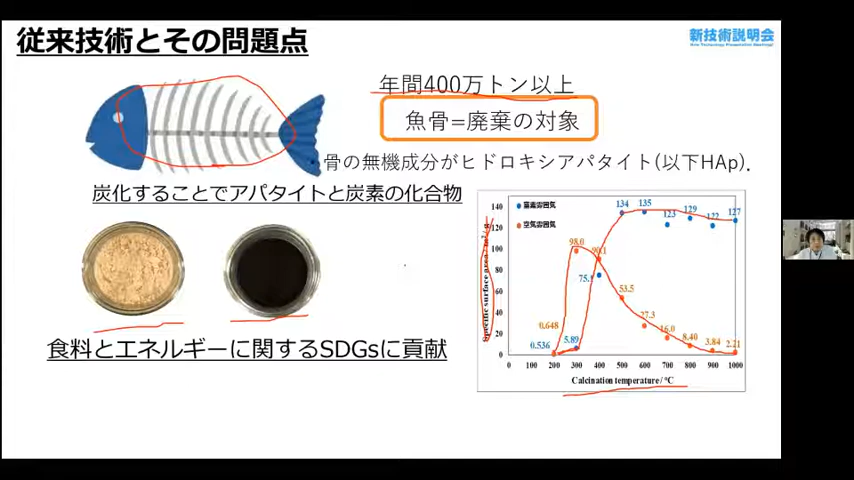 従来技術とその問題点
新技術説明会
New Technology Presentation Meetings!
年間400万トン以上
魚骨=廃棄の対象
骨の無機成分がヒドロキシアパタイト(以下HAp).
炭化することでアパタイトと炭素の化合物
食料とエネルギーに関するSDGsに貢献
Specific surface area / m²/g
140
120
100
80
60
40
20
0
窒素雰囲気
空気雰囲気
134
135
123
129
122
127
98.0
90.1
75.1
53.5
27.3
16.0
8.40
3.84
2.21
0.648
0.536
5.89
0 100 200 300 400 500 600 700 800 900 1000
Calcination temperature/ °C